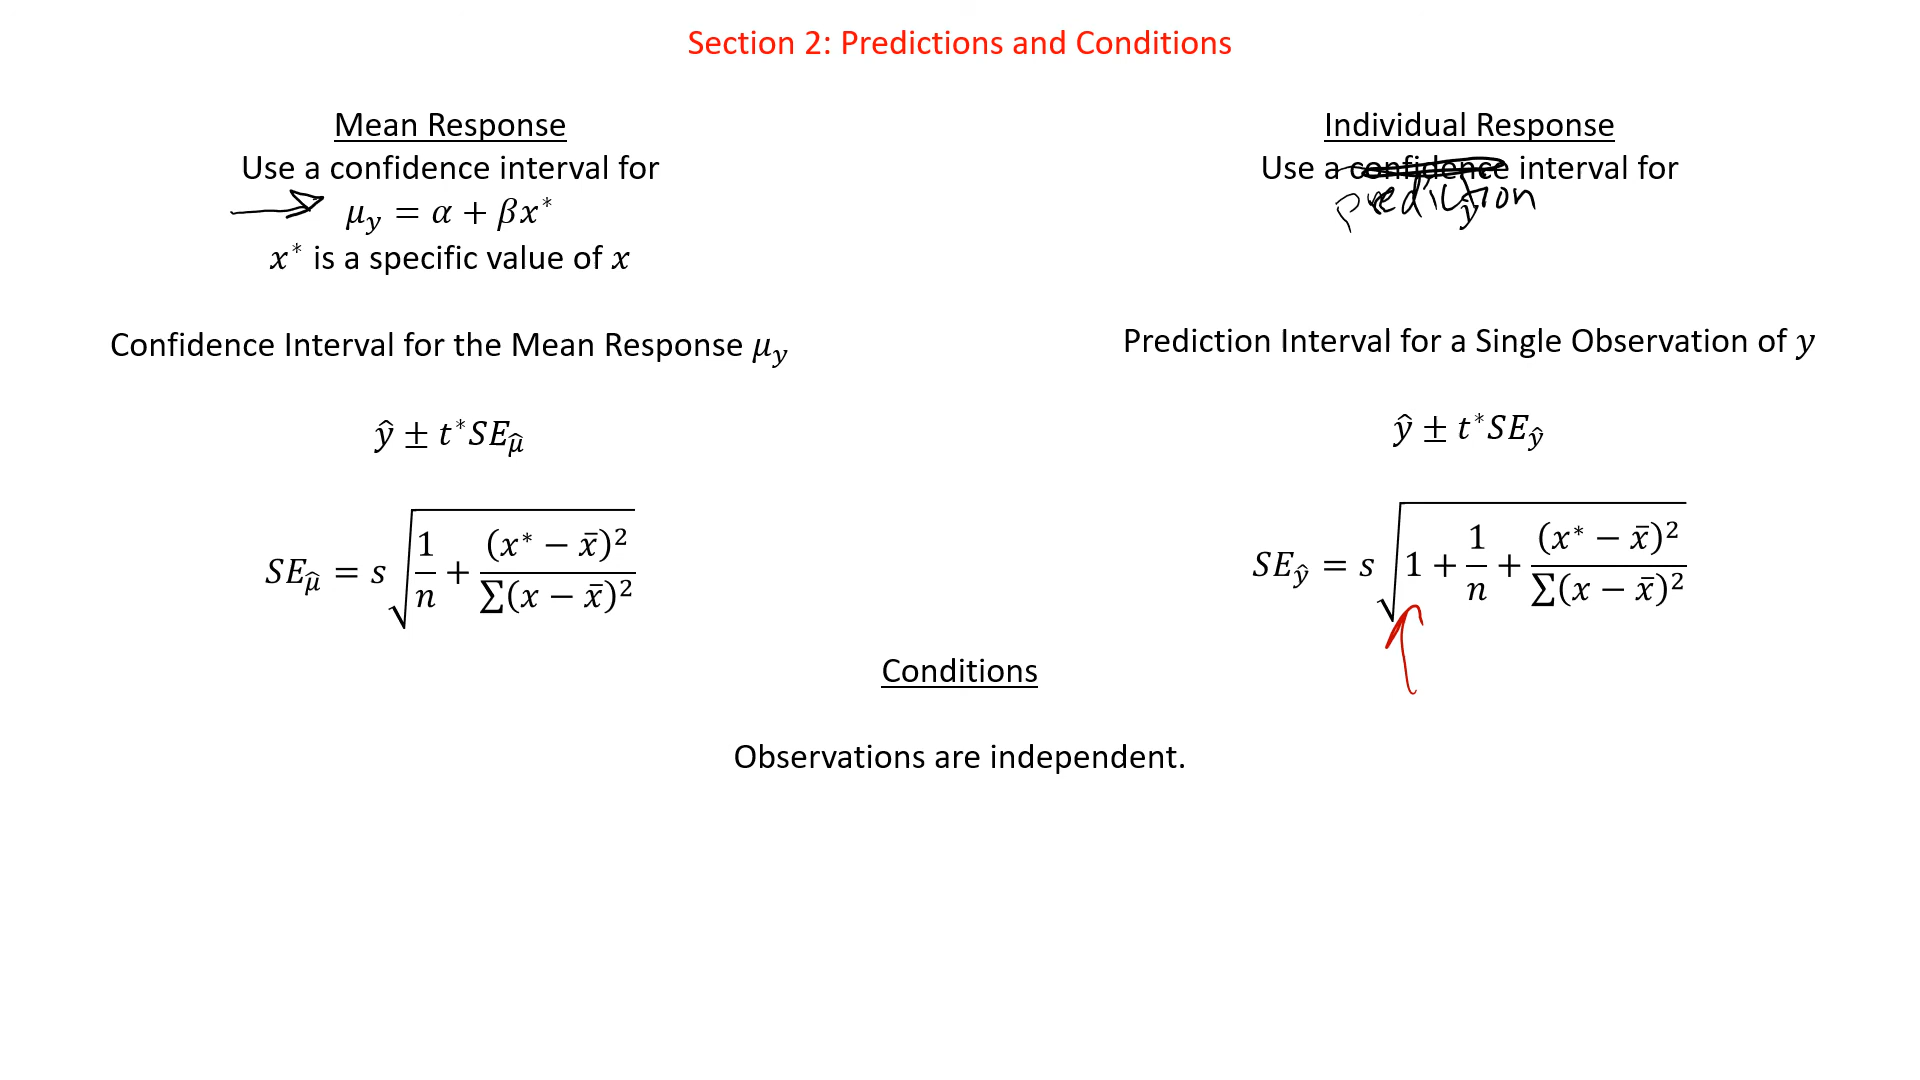 Section 2: Predictions and Conditions
Mean Response
Use a confidence interval for
μ_y = α + βx*
x* is a specific value of x
Confidence Interval for the Mean Response μ_y
ŷ ± t*SE_μ̂
SE_μ̂ = s√(1/n + (x* − x̄)²/∑(x − x̄)²)
Individual Response
Use a confidence interval for
prediction
ŷ
Prediction Interval for a Single Observation of y
ŷ ± t*SE_ŷ
SE_ŷ = s√(1 + 1/n + (x* − x̄)²/∑(x − x̄)²)
Conditions
Observations are independent.